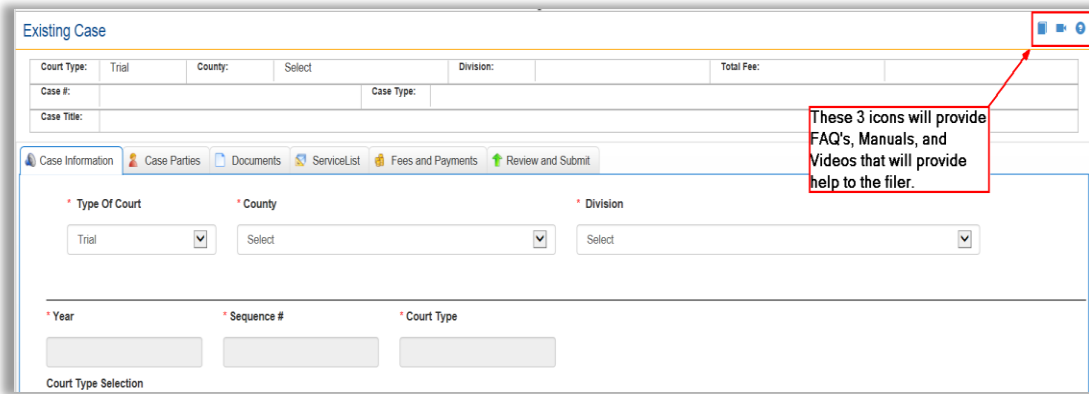 Existing Case
Court Type: Trial County: Select Division: Total Fee:
Case #: Case Type:
Case Title:
These 3 icons will provide
FAQ's, Manuals, and
Videos that will provide
help to the filer.
Case Information Case Parties Documents ServiceList Fees and Payments Review and Submit
* Type Of Court * County * Division
Trial Select Select
* Year * Sequence # * Court Type
Court Type Selection